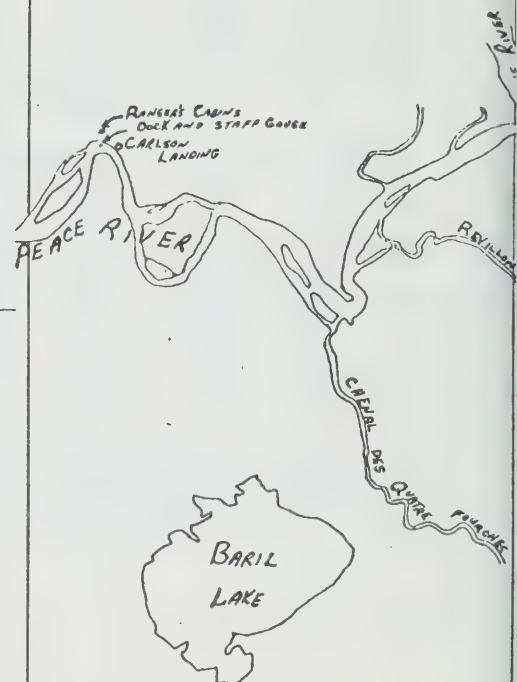 RIVER
RANGER'S CABINS
DOCK AND STAFF GAUGE
CARLSON
LANDING
PEACE RIVER
REVILLON
CHENAL DES QUATRE FOURCHES
BARIL
LAKE